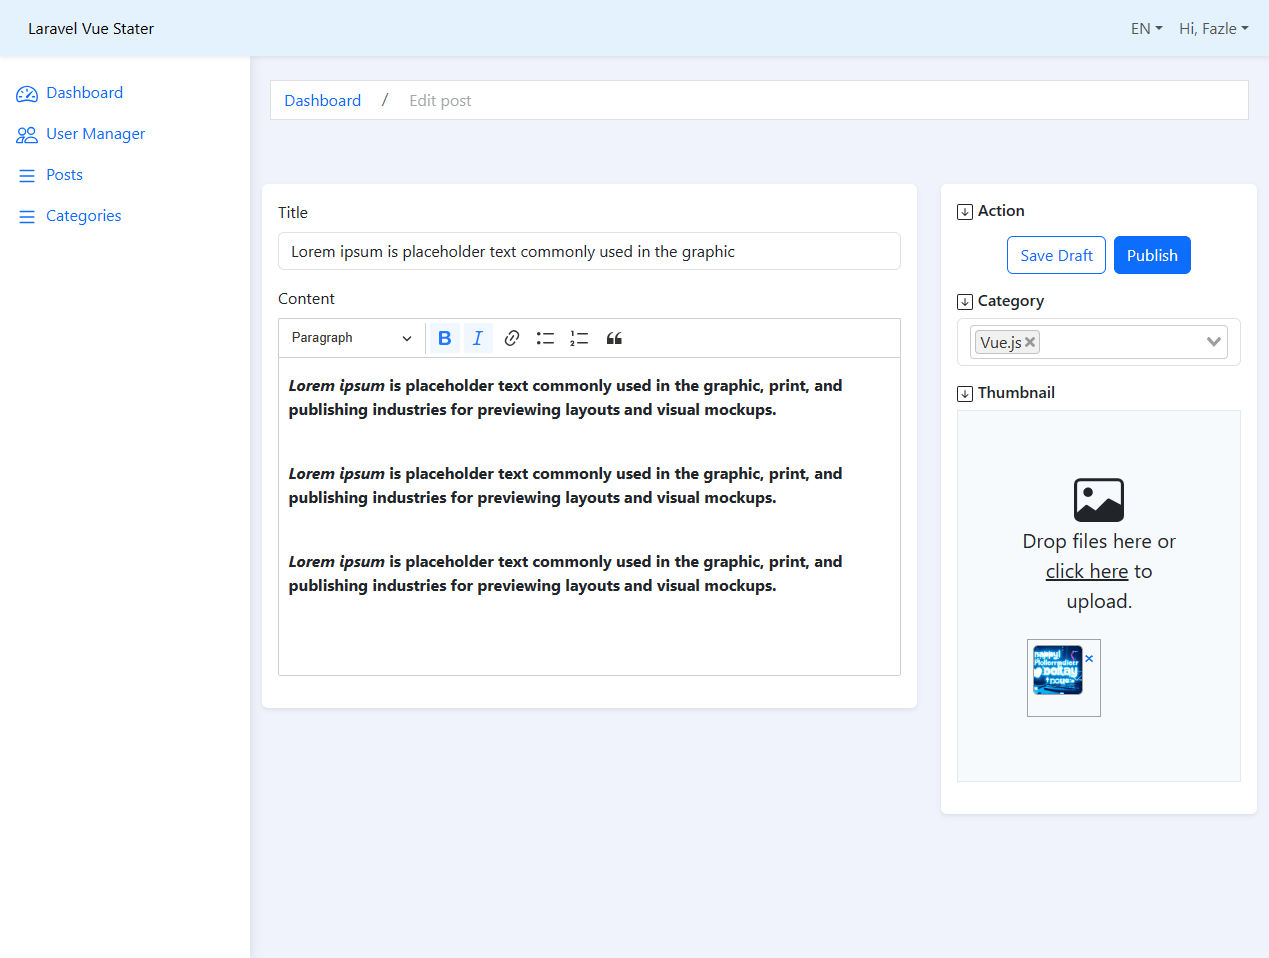 Laravel Vue Stater
EN
Hi, Fazle
Dashboard
User Manager
Posts
Categories
Dashboard / Edit post
Title
Lorem ipsum is placeholder text commonly used in the graphic
Content
Paragraph
B I
Lorem ipsum is placeholder text commonly used in the graphic, print, and
publishing industries for previewing layouts and visual mockups.
Lorem ipsum is placeholder text commonly used in the graphic, print, and
publishing industries for previewing layouts and visual mockups.
Lorem ipsum is placeholder text commonly used in the graphic, print, and
publishing industries for previewing layouts and visual mockups.
Action
Save Draft
Publish
Category
Vue.js
Thumbnail
Drop files here or
click here to
upload.